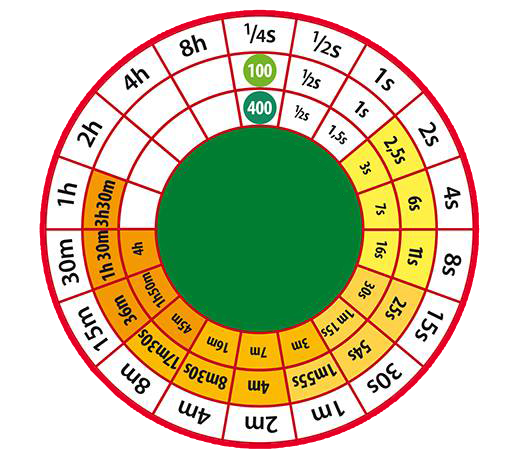 1/4s
1/2s
1s
2s
4s
8s
15s
30s
1m
2m
4m
8m
15m
30m
1h
2h
4h
8h
100
1/2s
1s
2,5s
6s
11s
25s
54s
1m55s
4m
8m30s
17m30s
36m
1h 30m
3h30m
400
1/2s
1,5s
3s
7s
16s
30s
1m 15s
3m
7m
16m
45m
1h50m
4h